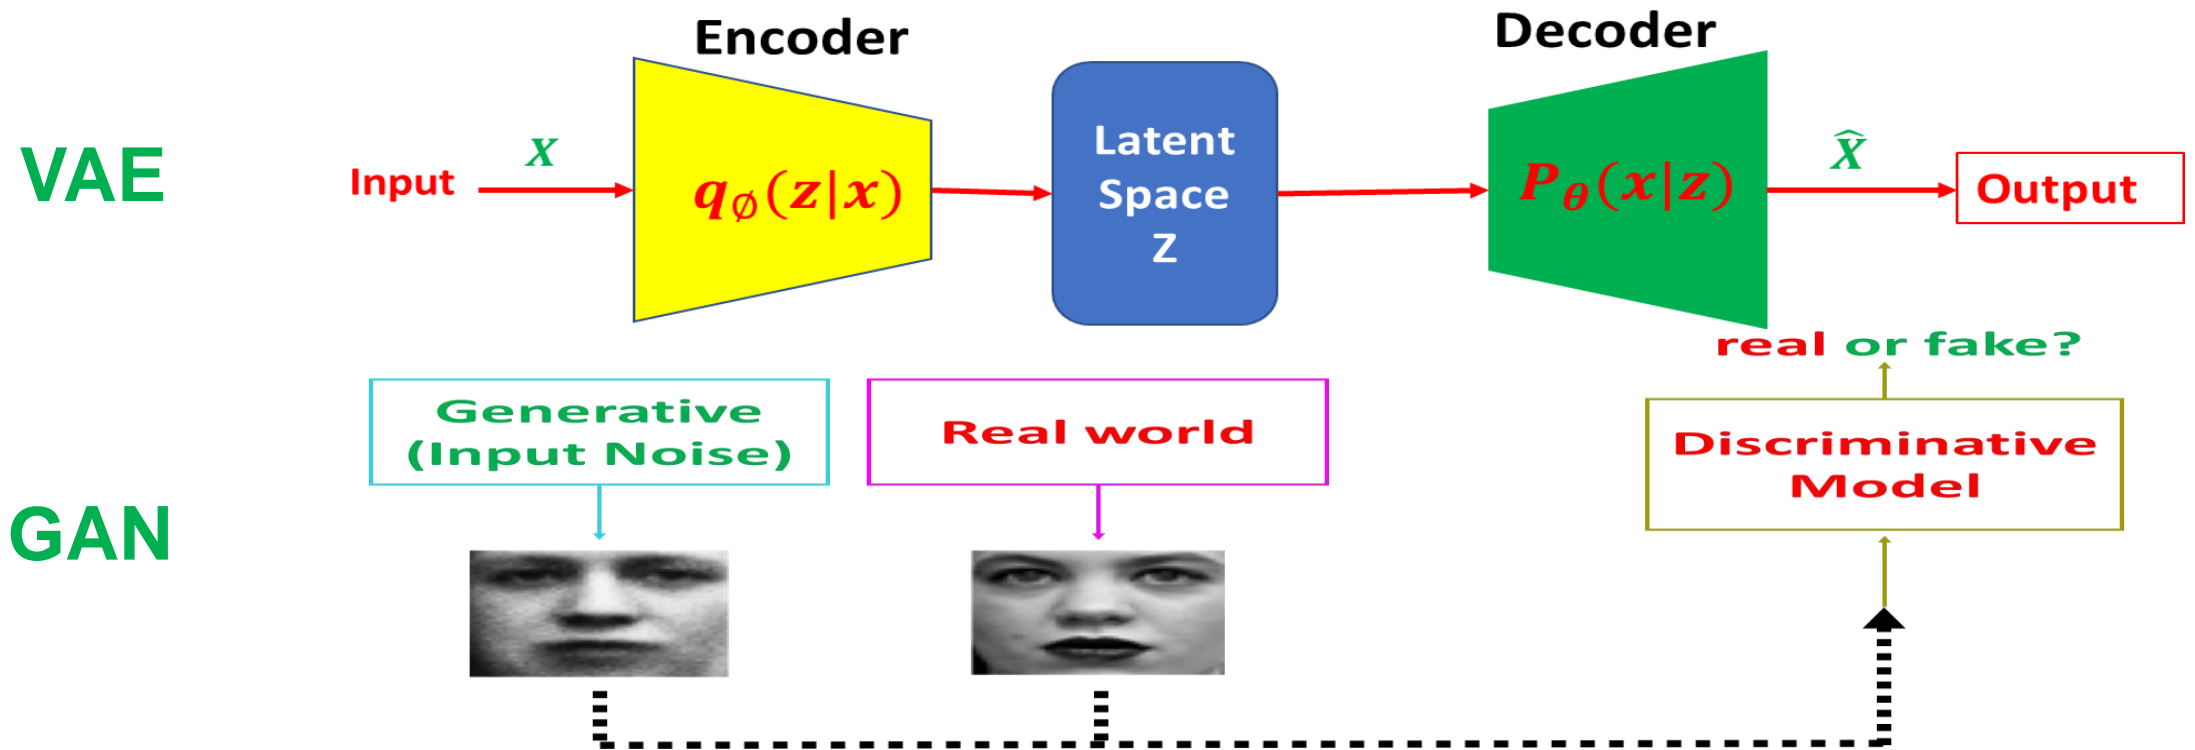 Encoder
Decoder
VAE
Input
X
q∅(z|x)
Latent
Space
Z
Pθ(x|z)
X̂
Output
real or fake?
GAN
Generative
(Input Noise)
Real world
Discriminative
Model